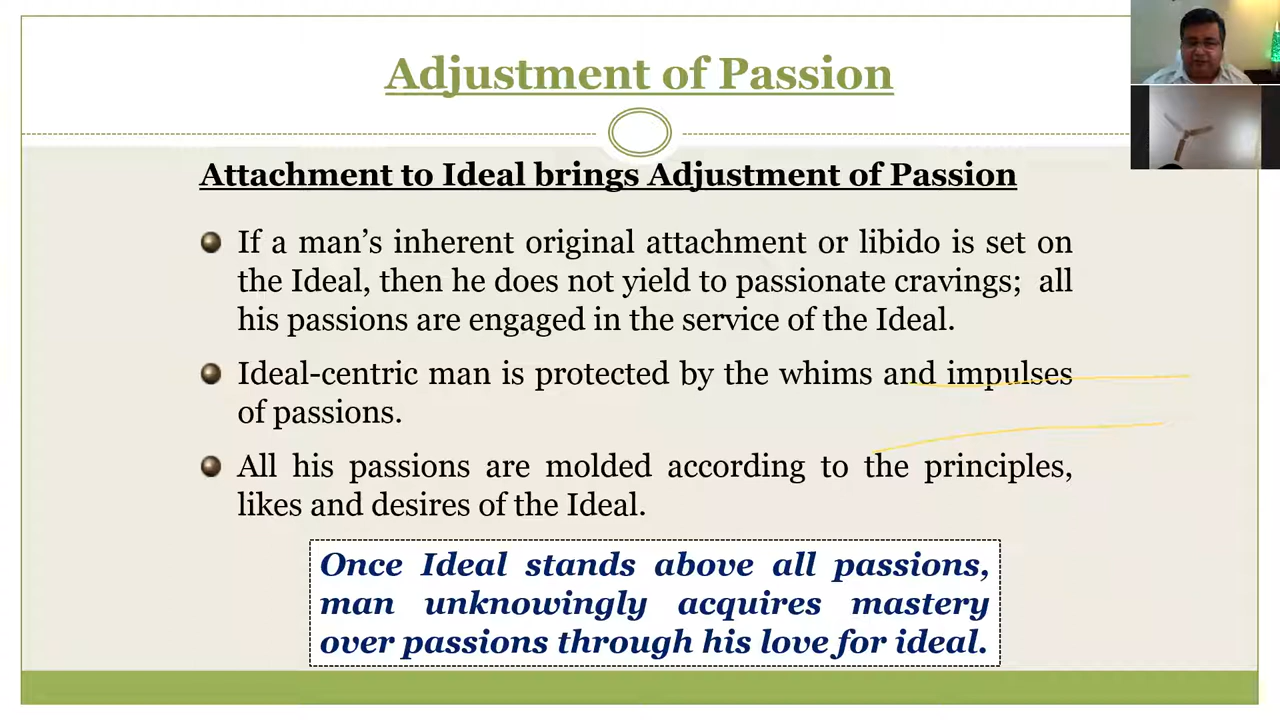 Adjustment of Passion
Attachment to Ideal brings Adjustment of Passion
If a man’s inherent original attachment or libido is set on
the Ideal, then he does not yield to passionate cravings; all
his passions are engaged in the service of the Ideal.
Ideal-centric man is protected by the whims and impulses
of passions.
All his passions are molded according to the principles,
likes and desires of the Ideal.
Once Ideal stands above all passions,
man unknowingly acquires mastery
over passions through his love for ideal.